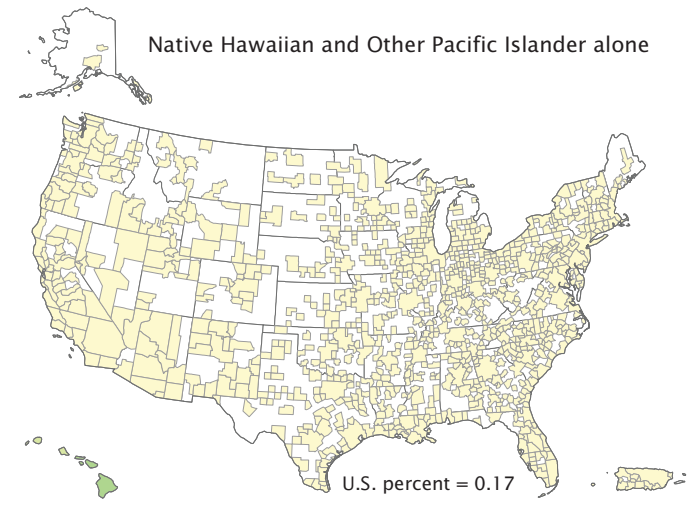 Native Hawaiian and Other Pacific Islander alone
U.S. percent = 0.17